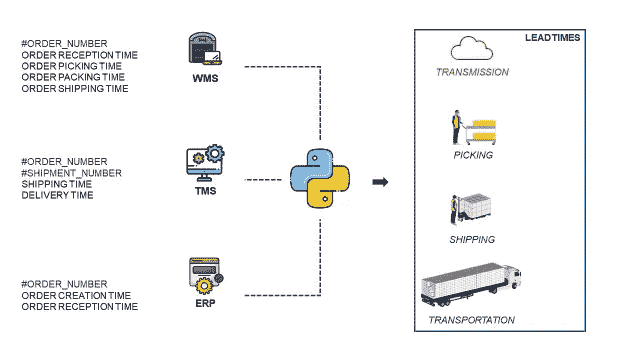 #ORDER_NUMBER
ORDER RECEPTION TIME
ORDER PICKING TIME
ORDER PACKING TIME
ORDER SHIPPING TIME
WMS
#ORDER_NUMBER
#SHIPMENT_NUMBER
SHIPPING TIME
DELIVERY TIME
TMS
#ORDER_NUMBER
ORDER CREATION TIME
ORDER RECEPTION TIME
ERP
LEADTIMES
TRANSMISSION
PICKING
SHIPPING
TRANSPORTATION